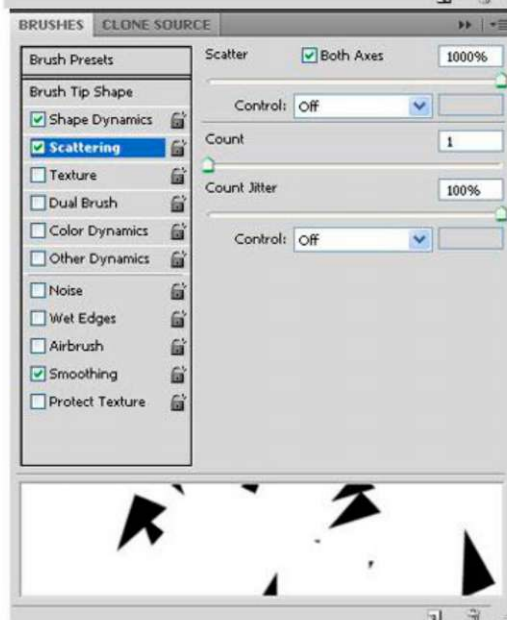 BRUSHES CLONE SOURCE
Brush Presets
Brush Tip Shape
Shape Dynamics
Scattering
Texture
Dual Brush
Color Dynamics
Other Dynamics
Noise
Wet Edges
Airbrush
Smoothing
Protect Texture
Scatter Both Axes 1000%
Control: Off
Count 1
Count Jitter 100%
Control: Off